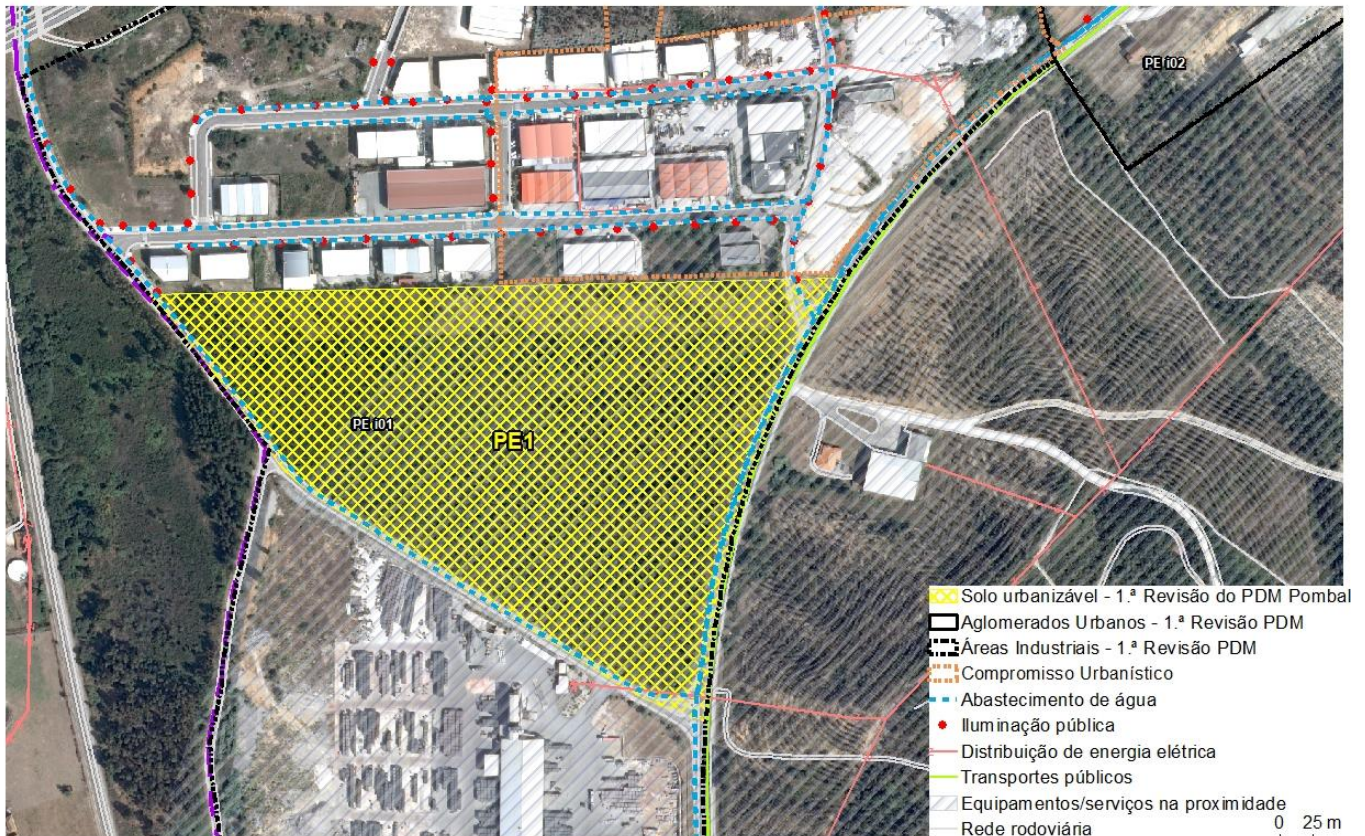 PE i02
PE i01
PE1
Solo urbanizável - 1.ª Revisão do PDM Pombal
Aglomerados Urbanos - 1.ª Revisão PDM
Áreas Industriais - 1.ª Revisão PDM
Compromisso Urbanístico
Abastecimento de água
Iluminação pública
Distribuição de energia elétrica
Transportes públicos
Equipamentos/serviços na proximidade
Rede rodoviária
0 25 m